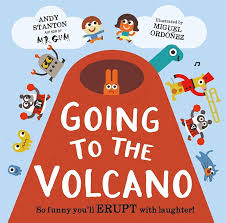 ANDY
STANTON
AUTHOR OF
MR GUM
Illustrated by
MIGUEL
ORDÓÑEZ
GOING
TO THE
VOLCANO
So funny you'll ERUPT with laughter!